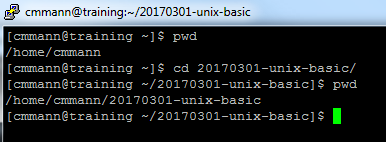 cmmann@training:~/20170301-unix-basic
[cmmann@training ~]$ pwd
/home/cmmann
[cmmann@training ~]$ cd 20170301-unix-basic/
[cmmann@training ~/20170301-unix-basic]$ pwd
/home/cmmann/20170301-unix-basic
[cmmann@training ~/20170301-unix-basic]$